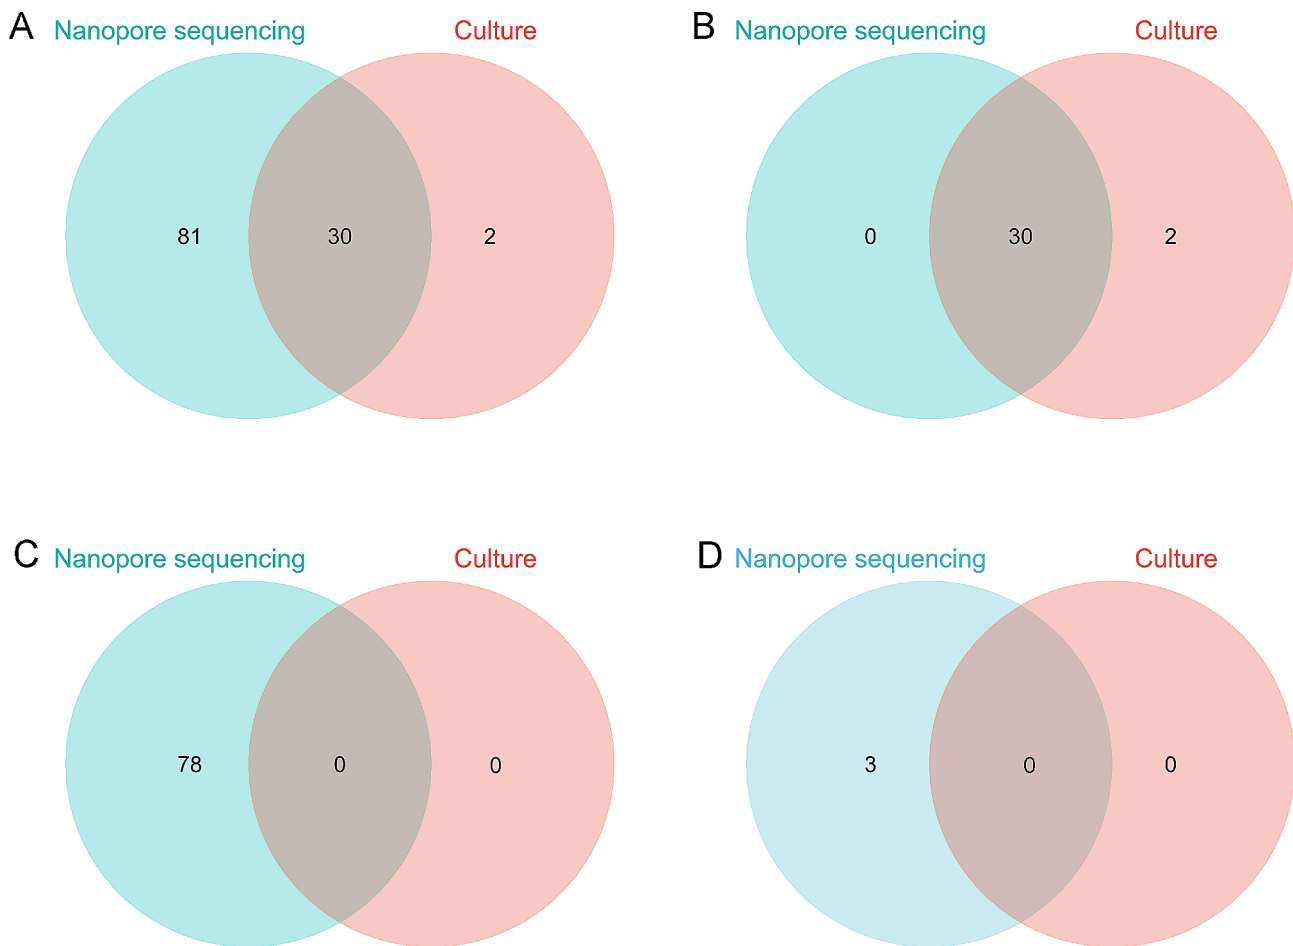 A Nanopore sequencing Culture
81 30 2
B Nanopore sequencing Culture
0 30 2
C Nanopore sequencing Culture
78 0 0
D Nanopore sequencing Culture
3 0 0